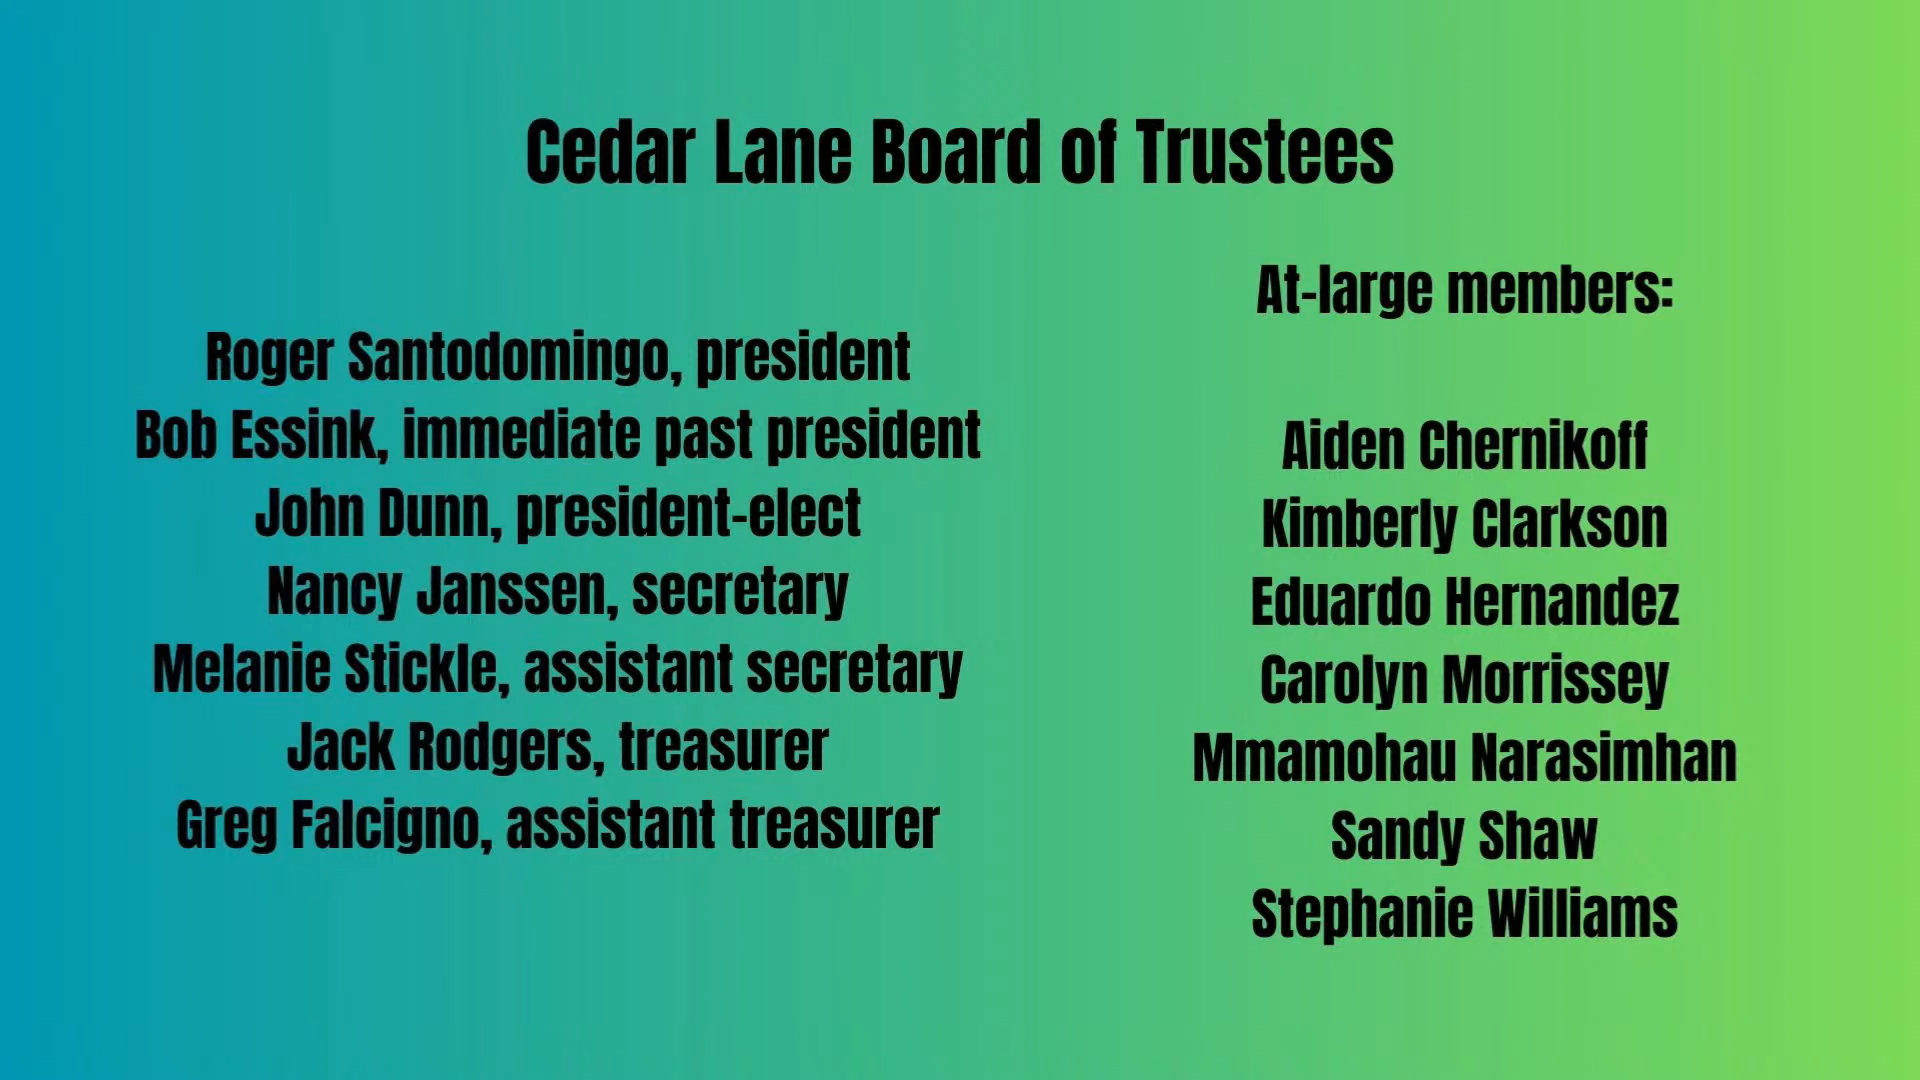 Cedar Lane Board of Trustees
Roger Santodomingo, president
Bob Essink, immediate past president
John Dunn, president-elect
Nancy Janssen, secretary
Melanie Stickle, assistant secretary
Jack Rodgers, treasurer
Greg Falcigno, assistant treasurer
At-large members:
Aiden Chernikoff
Kimberly Clarkson
Eduardo Hernandez
Carolyn Morrissey
Mmamohau Narasimhan
Sandy Shaw
Stephanie Williams